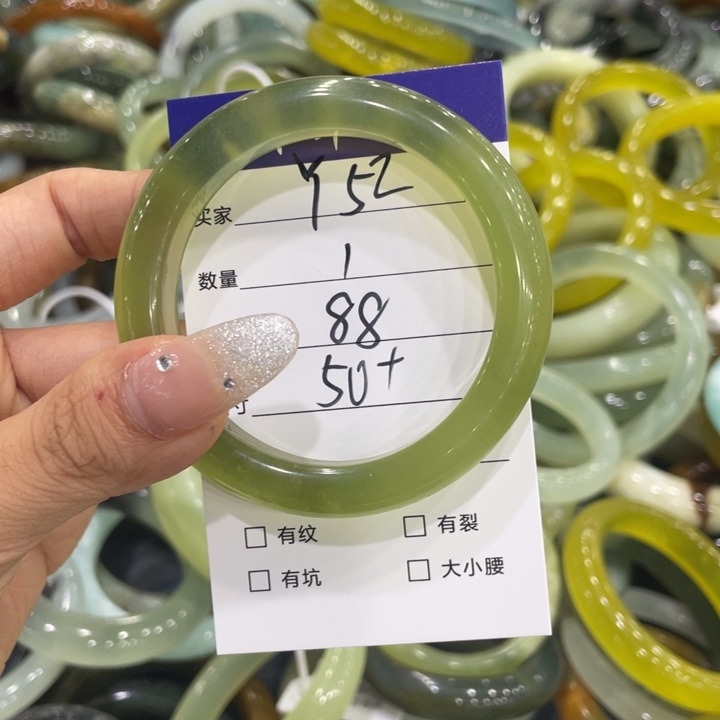 买家 Y52
数量 1
88
寸 50+
□ 有纹 □ 有裂
□ 有坑 □ 大小腰